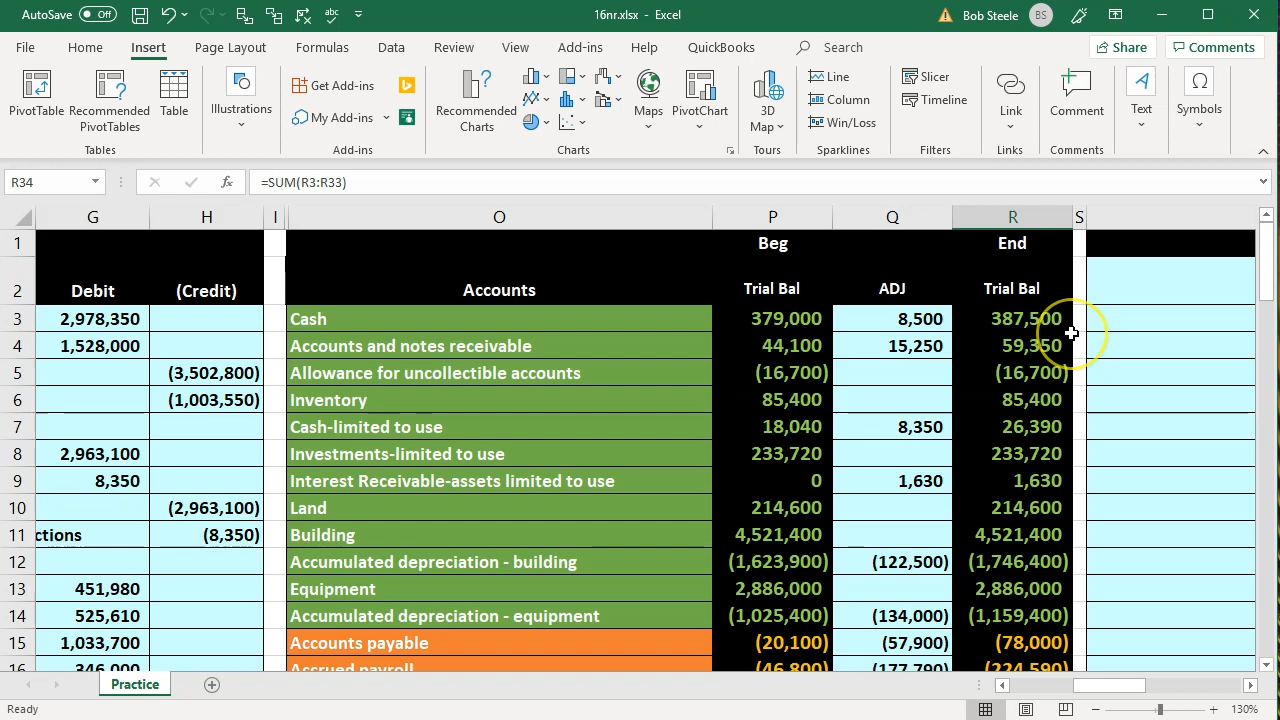 AutoSave Off 16nr.xlsx - Excel Bob Steele BS
File Home Insert Page Layout Formulas Data Review View Add-ins Help QuickBooks Search Share Comments
PivotTable Recommended PivotTables Table Illustrations Get Add-ins My Add-ins Recommended Charts Maps PivotChart 3D Map Line Column Win/Loss Slicer Timeline Link Comment Text Symbols
Tables Add-ins Charts Tours Sparklines Filters Links Comments
R34 fx =SUM(R3:R33)
G H I O P Q R S
1 Beg End
2 Debit (Credit) Accounts Trial Bal ADJ Trial Bal
3 2,978,350 Cash 379,000 8,500 387,500
4 1,528,000 Accounts and notes receivable 44,100 15,250 59,350
5 (3,502,800) Allowance for uncollectible accounts (16,700) (16,700)
6 (1,003,550) Inventory 85,400 85,400
7 Cash-limited to use 18,040 8,350 26,390
8 2,963,100 Investments-limited to use 233,720 233,720
9 8,350 Interest Receivable-assets limited to use 0 1,630 1,630
10 (2,963,100) Land 214,600 214,600
11 ctions (8,350) Building 4,521,400 4,521,400
12 Accumulated depreciation - building (1,623,900) (122,500) (1,746,400)
13 451,980 Equipment 2,886,000 2,886,000
14 525,610 Accumulated depreciation - equipment (1,025,400) (134,000) (1,159,400)
15 1,033,700 Accounts payable (20,100) (57,900) (78,000)
16 346,000 Accrued payroll (46,800) (177,790) (224,590)
Practice
Ready 130%